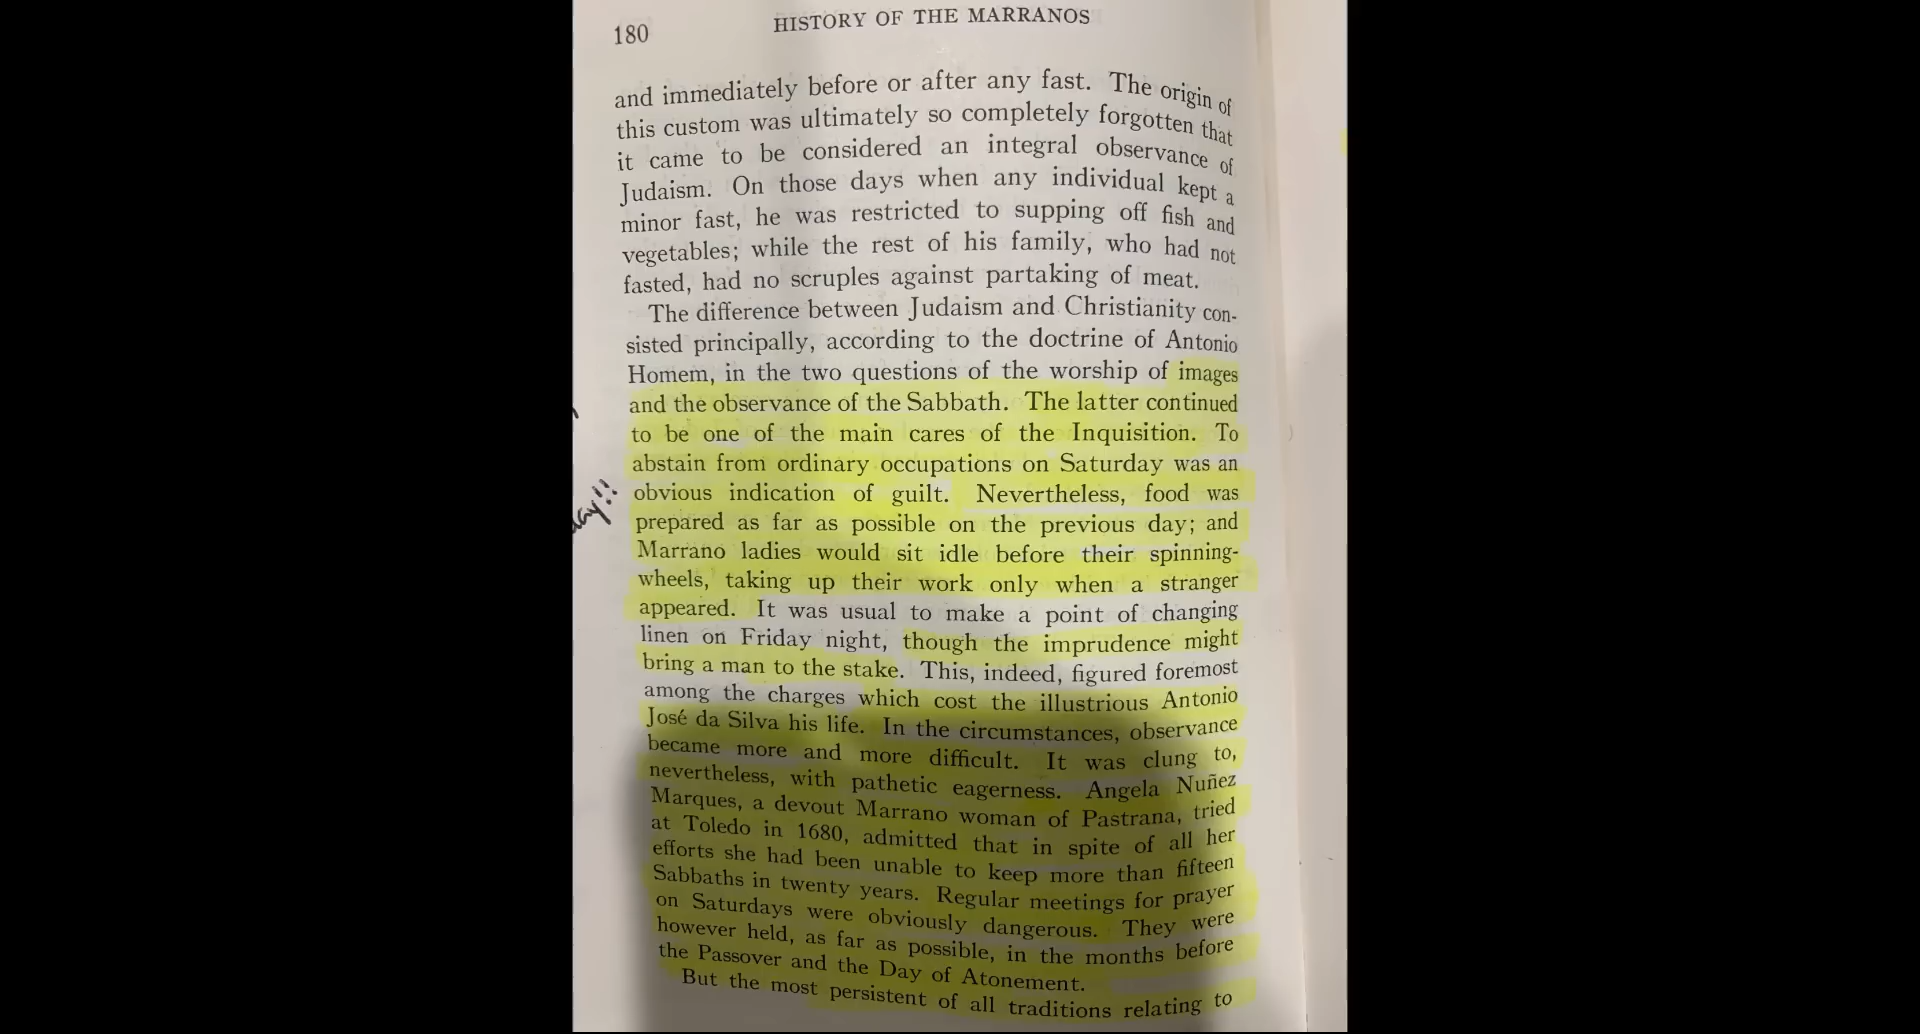 180
HISTORY OF THE MARRANOS
and immediately before or after any fast. The origin of
this custom was ultimately so completely forgotten that
it came to be considered an integral observance of
Judaism. On those days when any individual kept a
minor fast, he was restricted to supping off fish and
vegetables; while the rest of his family, who had not
fasted, had no scruples against partaking of meat.
The difference between Judaism and Christianity con-
sisted principally, according to the doctrine of Antonio
Homem, in the two questions of the worship of images
and the observance of the Sabbath. The latter continued
to be one of the main cares of the Inquisition. To
abstain from ordinary occupations on Saturday was an
obvious indication of guilt. Nevertheless, food was
prepared as far as possible on the previous day; and
Marrano ladies would sit idle before their spinning-
wheels, taking up their work only when a stranger
appeared. It was usual to make a point of changing
linen on Friday night, though the imprudence might
bring a man to the stake. This, indeed, figured foremost
among the charges which cost the illustrious Antonio
José da Silva his life. In the circumstances, observance
became more and more difficult. It was clung to,
nevertheless, with pathetic eagerness. Angela Nuñez
Marques, a devout Marrano woman of Pastrana, tried
at Toledo in 1680, admitted that in spite of all her
efforts she had been unable to keep more than fifteen
Sabbaths in twenty years. Regular meetings for prayer
on Saturdays were obviously dangerous. They were
however held, as far as possible, in the months before
the Passover and the Day of Atonement.
But the most persistent of all traditions relating to